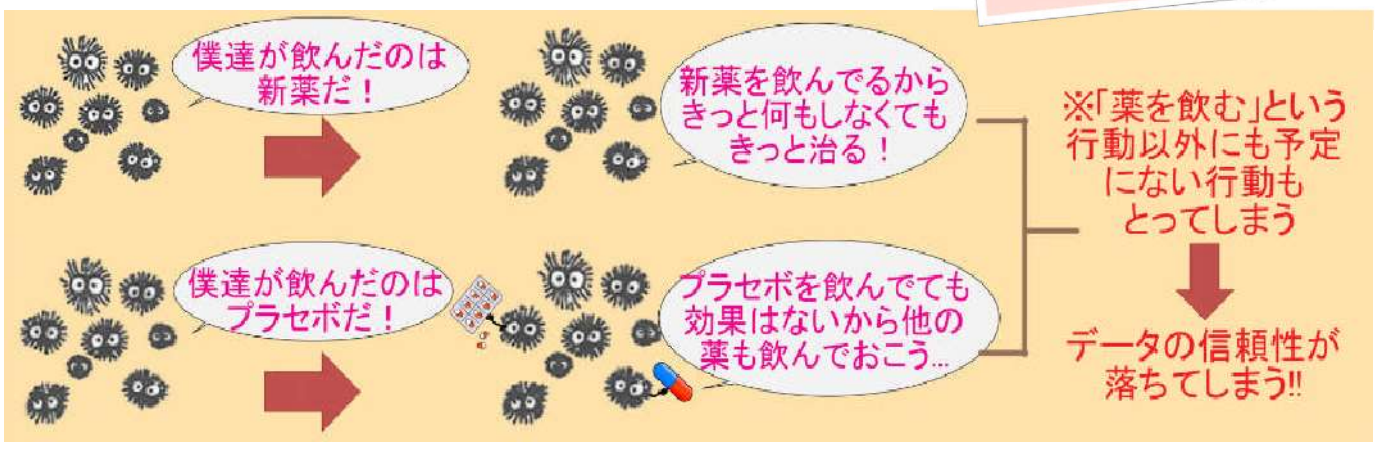 僕達が飲んだのは
新薬だ！
新薬を飲んでるから
きっと何もしなくても
きっと治る！
僕達が飲んだのは
プラセボだ！
プラセボを飲んでても
効果はないから他の
薬も飲んでおこう…
※「薬を飲む」という
行動以外にも予定
にない行動も
とってしまう
データの信頼性が
落ちてしまう!!